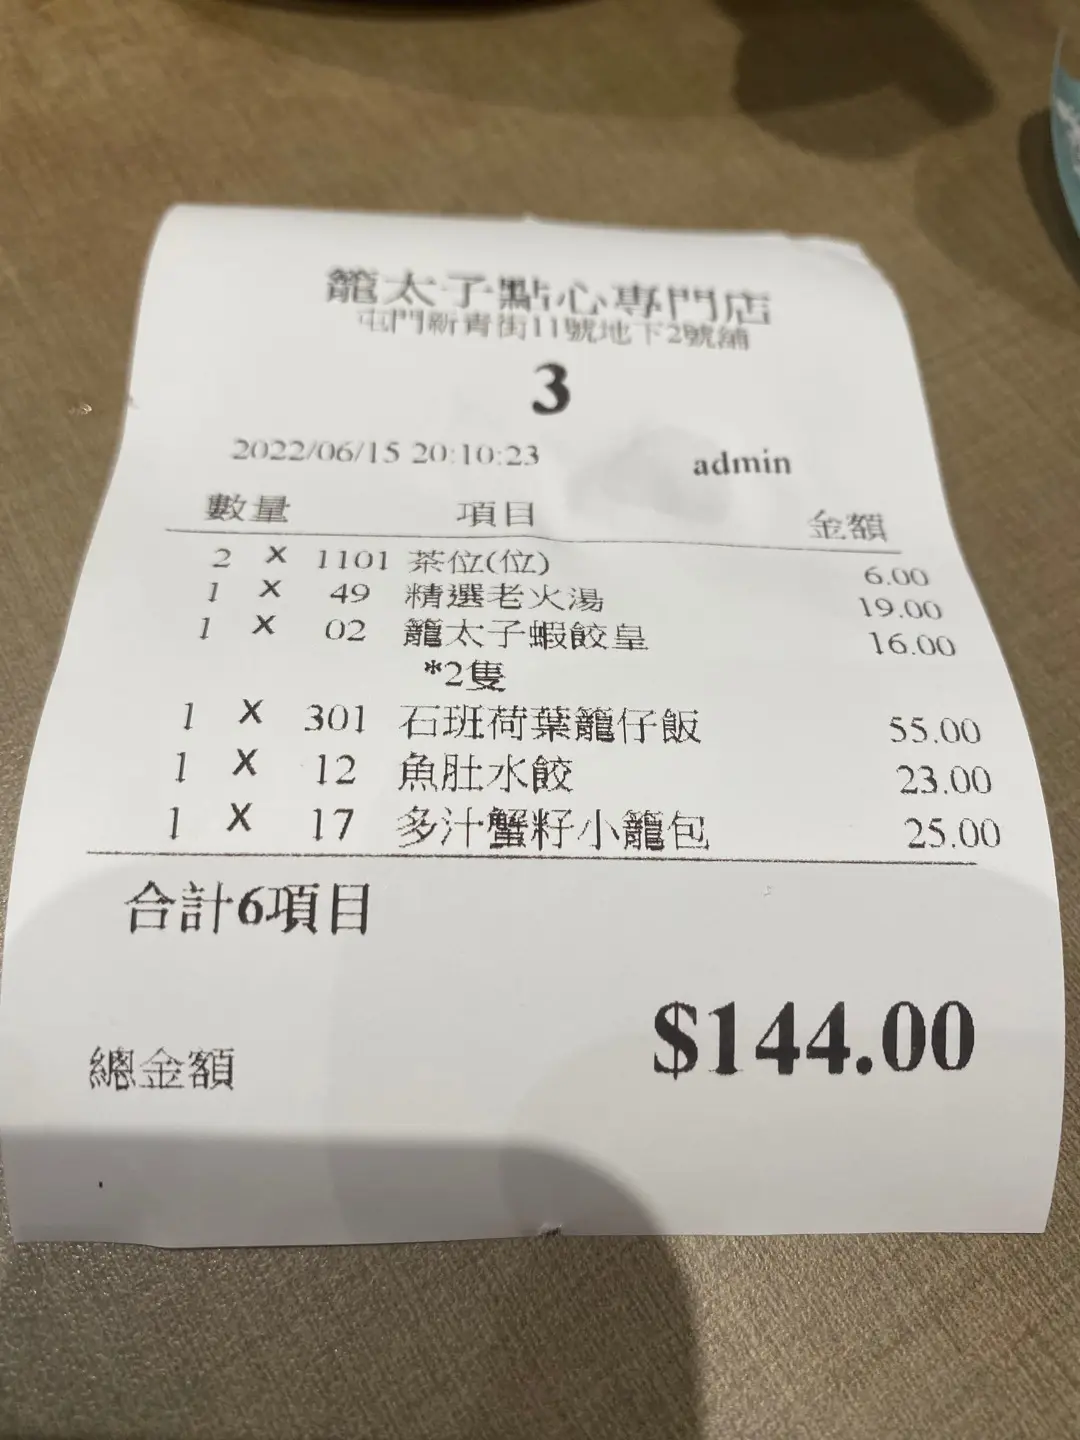 籠太子點心專門店
屯門新青街11號地下2號舖
3
2022/06/15 20:10:23 admin
數量 項目 金額
2 X 1101 茶位(位) 6.00
1 X 49 精選老火湯 19.00
1 X 02 籠太子蝦餃皇 16.00
*2隻
1 X 301 石班荷葉籠仔飯 55.00
1 X 12 魚肚水餃 23.00
1 X 17 多汁蟹籽小籠包 25.00
合計6項目
總金額 $144.00